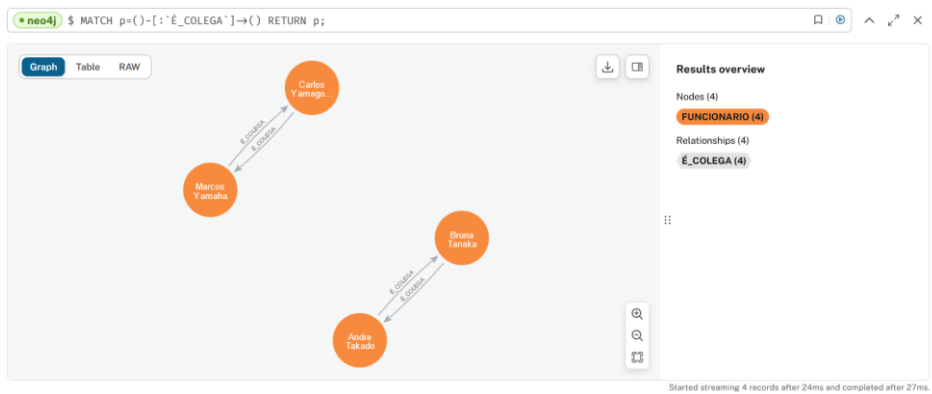 neo4j $ MATCH p=()-[:`É_COLEGA`]→() RETURN p;
Graph Table RAW
Carlos
Yamago...
É_COLEGA
É_COLEGA
Marcos
Yamaha
Bruna
Tanaka
É_COLEGA
É_COLEGA
Andre
Takado
Results overview
Nodes (4)
FUNCIONARIO (4)
Relationships (4)
É_COLEGA (4)
Started streaming 4 records after 24ms and completed after 27ms.